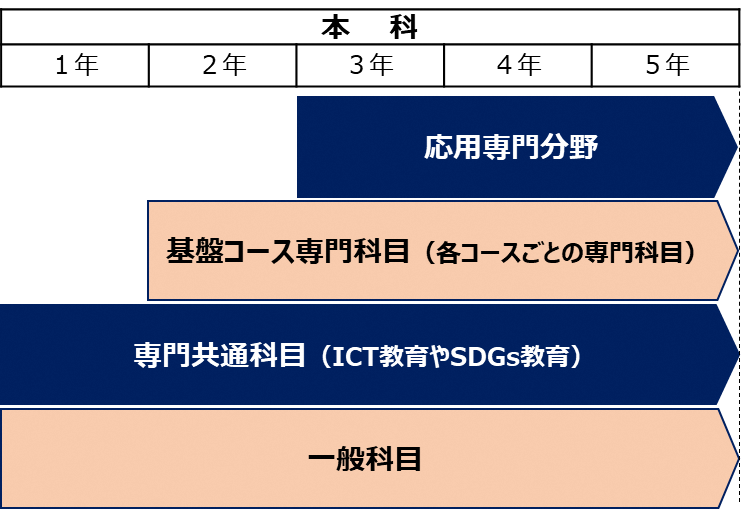 本 科
１年 ２年 ３年 ４年 ５年
応用専門分野
基盤コース専門科目（各コースごとの専門科目）
専門共通科目（ICT教育やSDGs教育）
一般科目